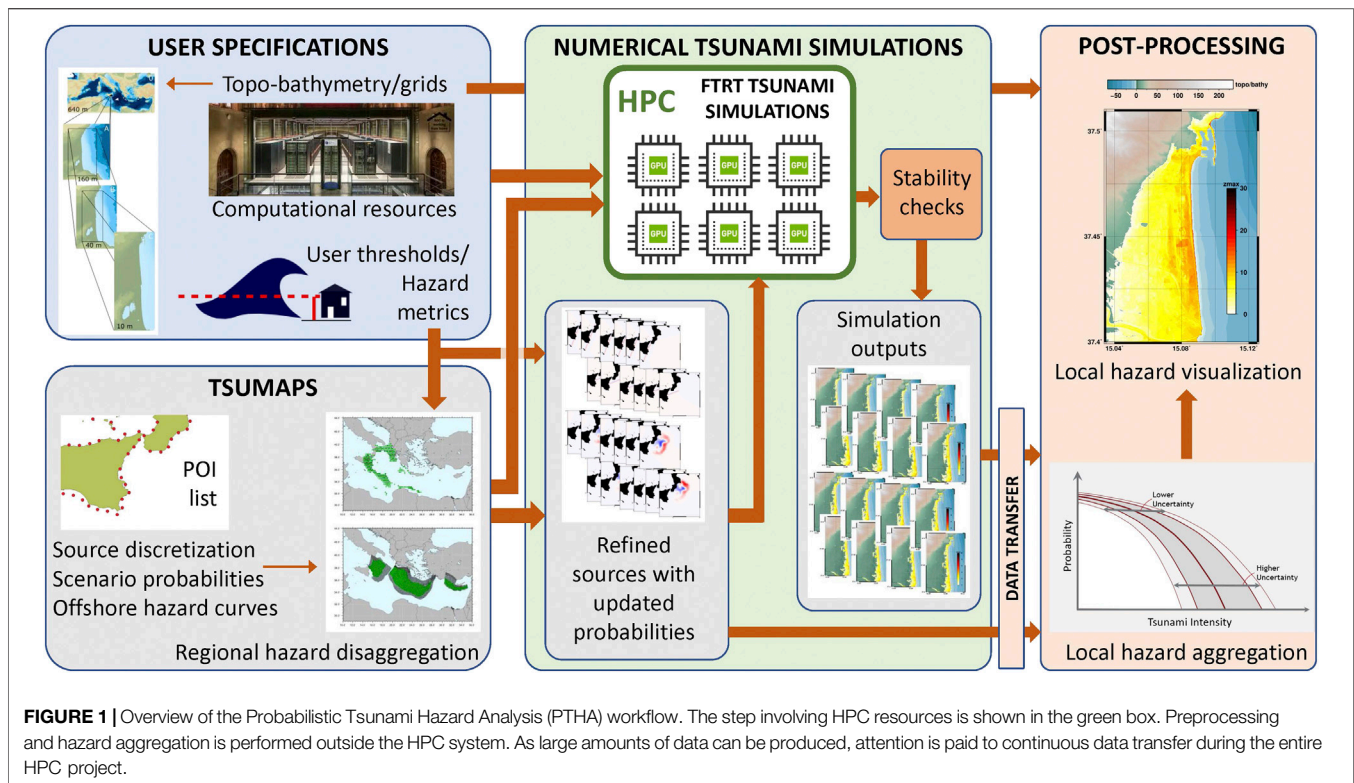 USER SPECIFICATIONS
Topo-bathymetry/grids
640 m
A
160 m
40 m
10 m
Computational resources
User thresholds/
Hazard
metrics
TSUMAPS
POI
list
Source discretization
Scenario probabilities
Offshore hazard curves
Regional hazard disaggregation
NUMERICAL TSUNAMI SIMULATIONS
HPC
FTRT TSUNAMI
SIMULATIONS
GPU
GPU
GPU
GPU
GPU
GPU
Stability
checks
Refined
sources with
updated
probabilities
Simulation
outputs
DATA TRANSFER
POST-PROCESSING
topo/bathy
−50 0 50 100 150 200
37.5˚
37.45˚
37.4˚
15.04˚ 15.08˚ 15.12˚
zmax
30
20
10
0
Local hazard visualization
Probability
Lower
Uncertainty
Higher
Uncertainty
Tsunami Intensity
Local hazard aggregation
FIGURE 1 | Overview of the Probabilistic Tsunami Hazard Analysis (PTHA) workflow. The step involving HPC resources is shown in the green box. Preprocessing
and hazard aggregation is performed outside the HPC system. As large amounts of data can be produced, attention is paid to continuous data transfer during the entire
HPC project.